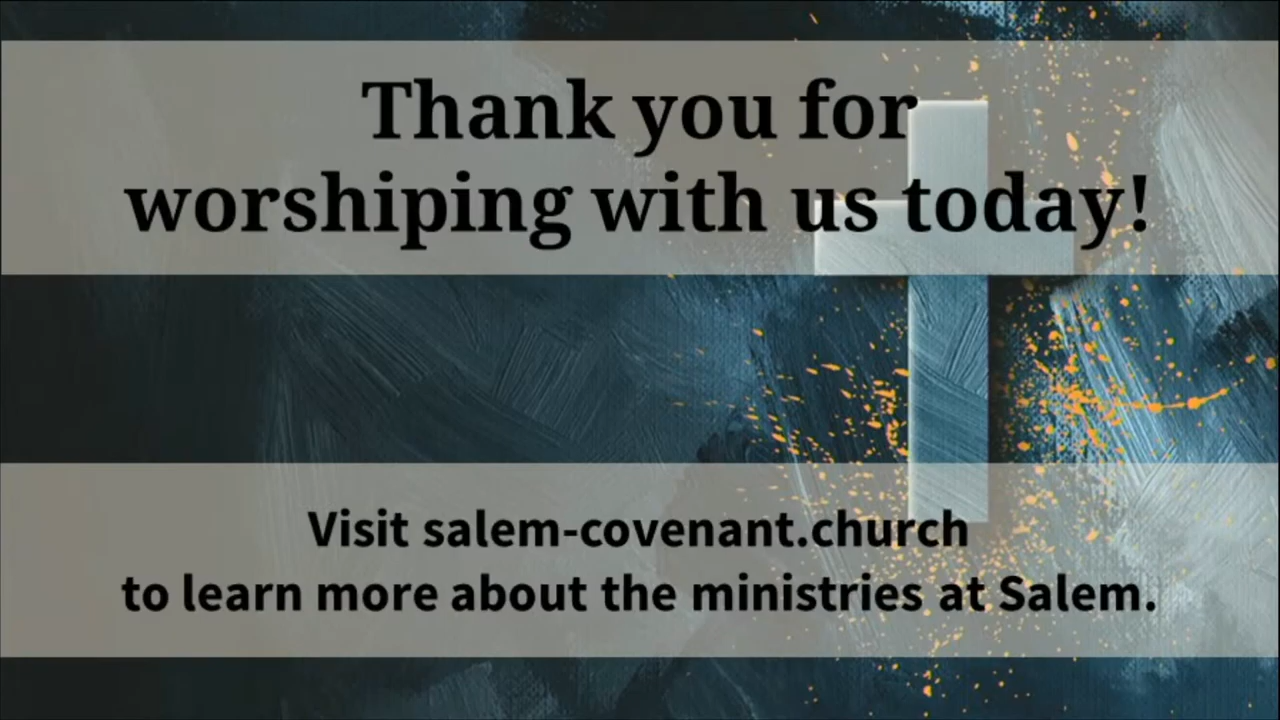 Thank you for
worshiping with us today!
Visit salem-covenant.church
to learn more about the ministries at Salem.